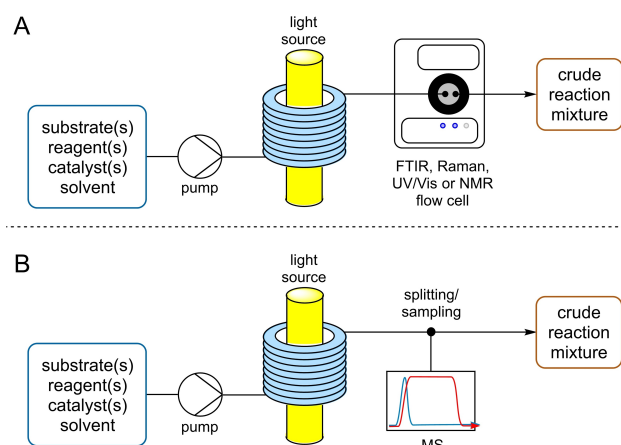 A
light
source
substrate(s)
reagent(s)
catalyst(s)
solvent
pump
FTIR, Raman,
UV/Vis or NMR
flow cell
crude
reaction
mixture
B
light
source
substrate(s)
reagent(s)
catalyst(s)
solvent
pump
splitting/
sampling
MS
crude
reaction
mixture